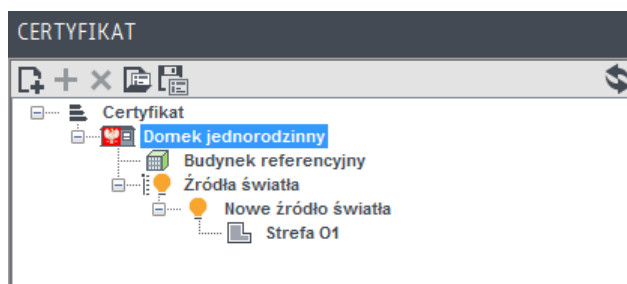 CERTYFIKAT
Certyfikat
Domek jednorodzinny
Budynek referencyjny
Źródła światła
Nowe źródło światła
Strefa O1